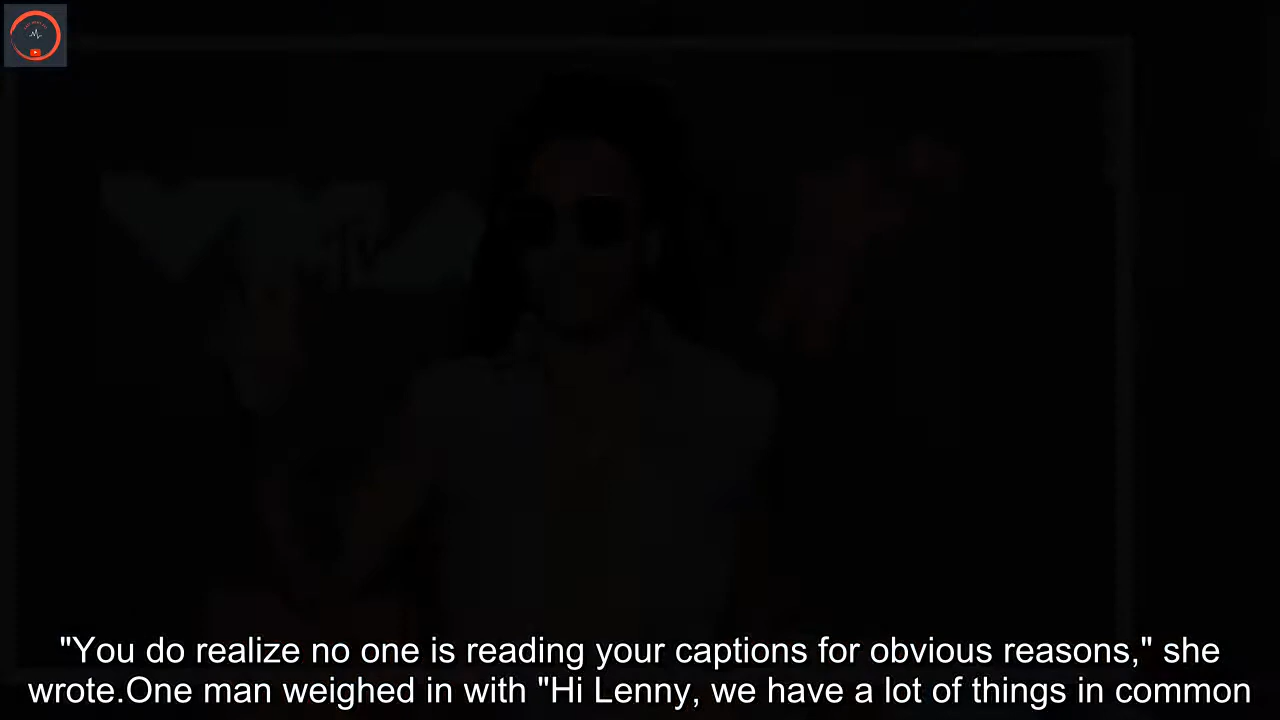 "You do realize no one is reading your captions for obvious reasons," she
wrote.One man weighed in with "Hi Lenny, we have a lot of things in common